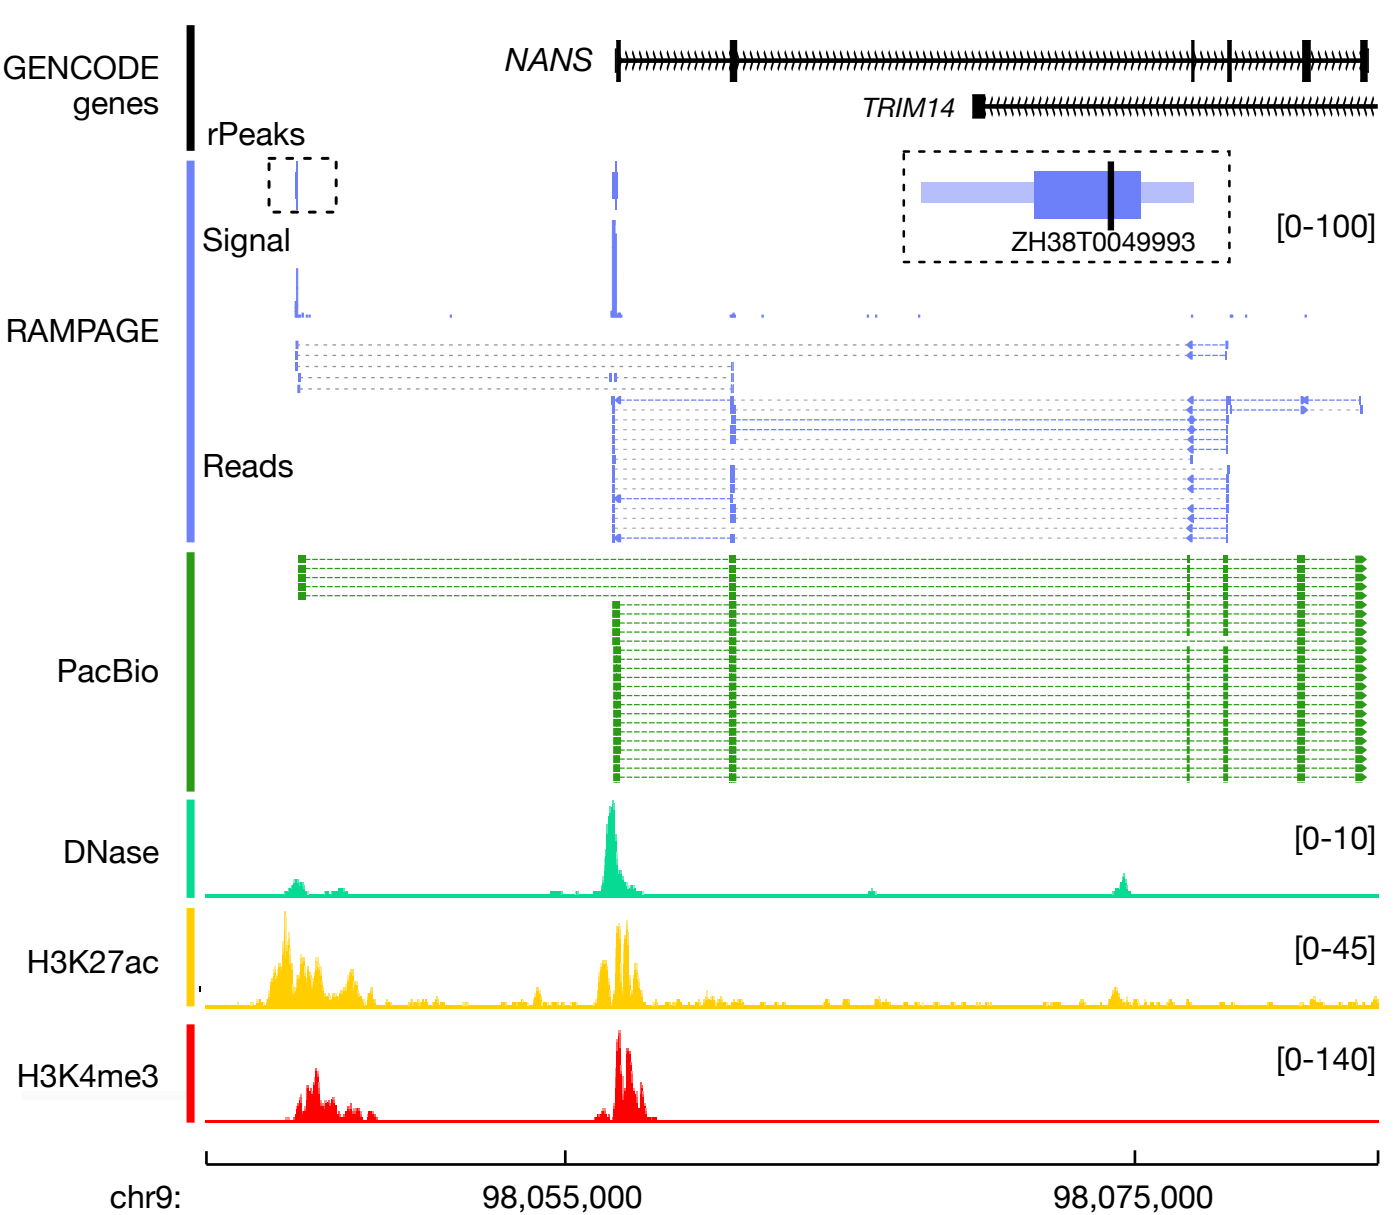 NANS
GENCODE
genes
TRIM14
rPeaks
Signal
ZH38T0049993
[0-100]
RAMPAGE
Reads
PacBio
DNase
[0-10]
H3K27ac
[0-45]
H3K4me3
[0-140]
chr9:
98,055,000
98,075,000